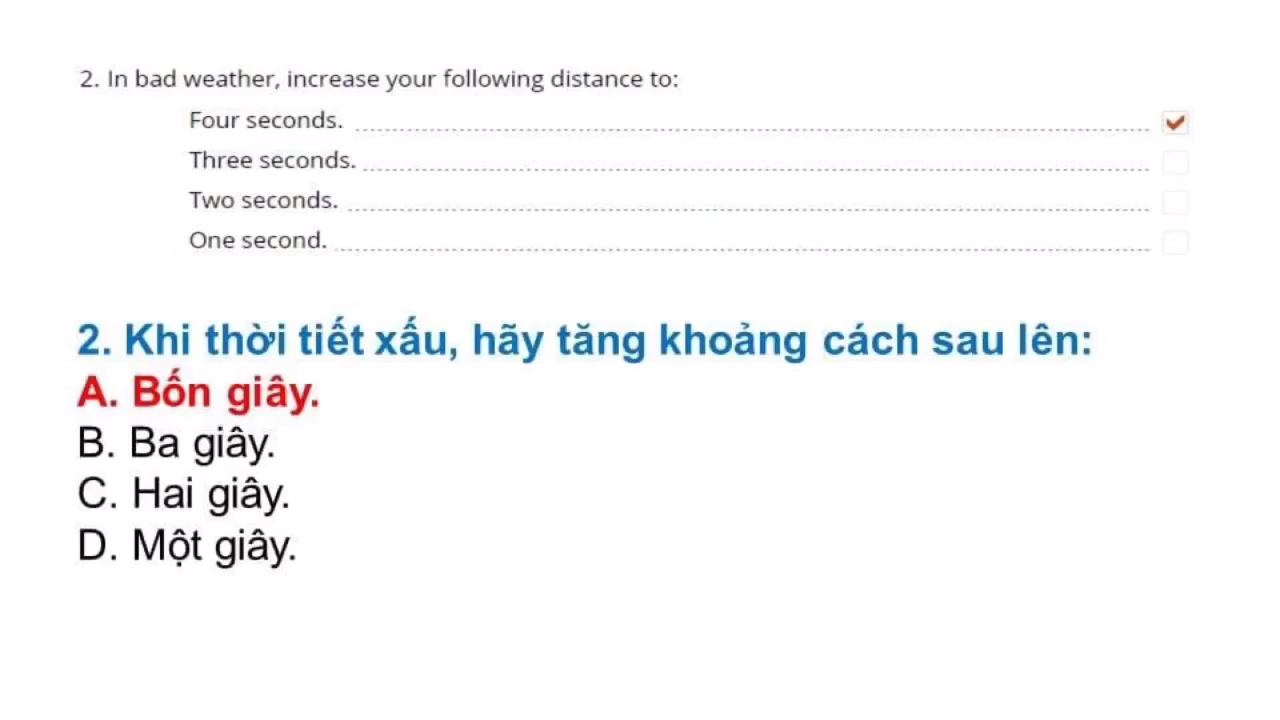 2. In bad weather, increase your following distance to:
Four seconds.
Three seconds.
Two seconds.
One second.
2. Khi thời tiết xấu, hãy tăng khoảng cách sau lên:
A. Bốn giây.
B. Ba giây.
C. Hai giây.
D. Một giây.